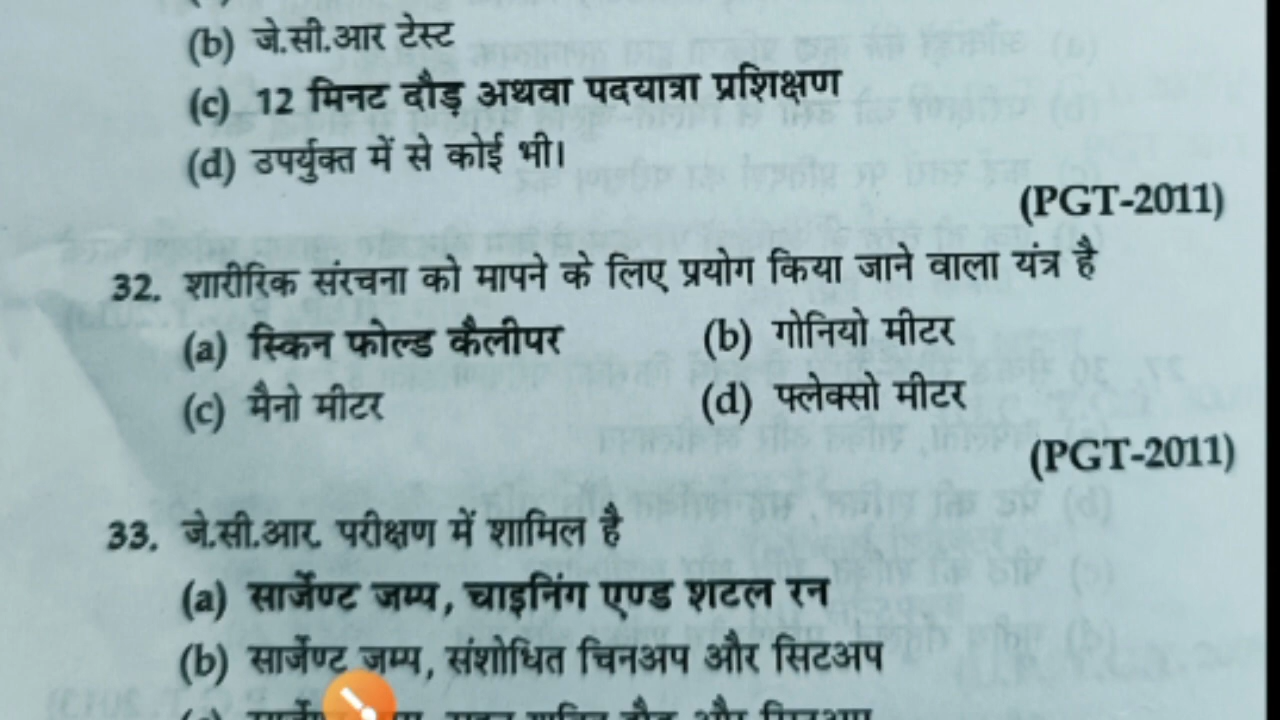 (b) जे.सी.आर टेस्ट
(c) 12 मिनट दौड़ अथवा पदयात्रा प्रशिक्षण
(d) उपर्युक्त में से कोई भी।
(PGT-2011)
32. शारीरिक संरचना को मापने के लिए प्रयोग किया जाने वाला यंत्र है
(a) स्किन फोल्ड कैलीपर (b) गोनियो मीटर
(c) मैनो मीटर (d) फ्लेक्सो मीटर
(PGT-2011)
33. जे.सी.आर. परीक्षण में शामिल है
(a) सार्जेण्ट जम्प, चाइनिंग एण्ड शटल रन
(b) सार्जेण्ट जम्प, संशोधित चिनअप और सिटअप